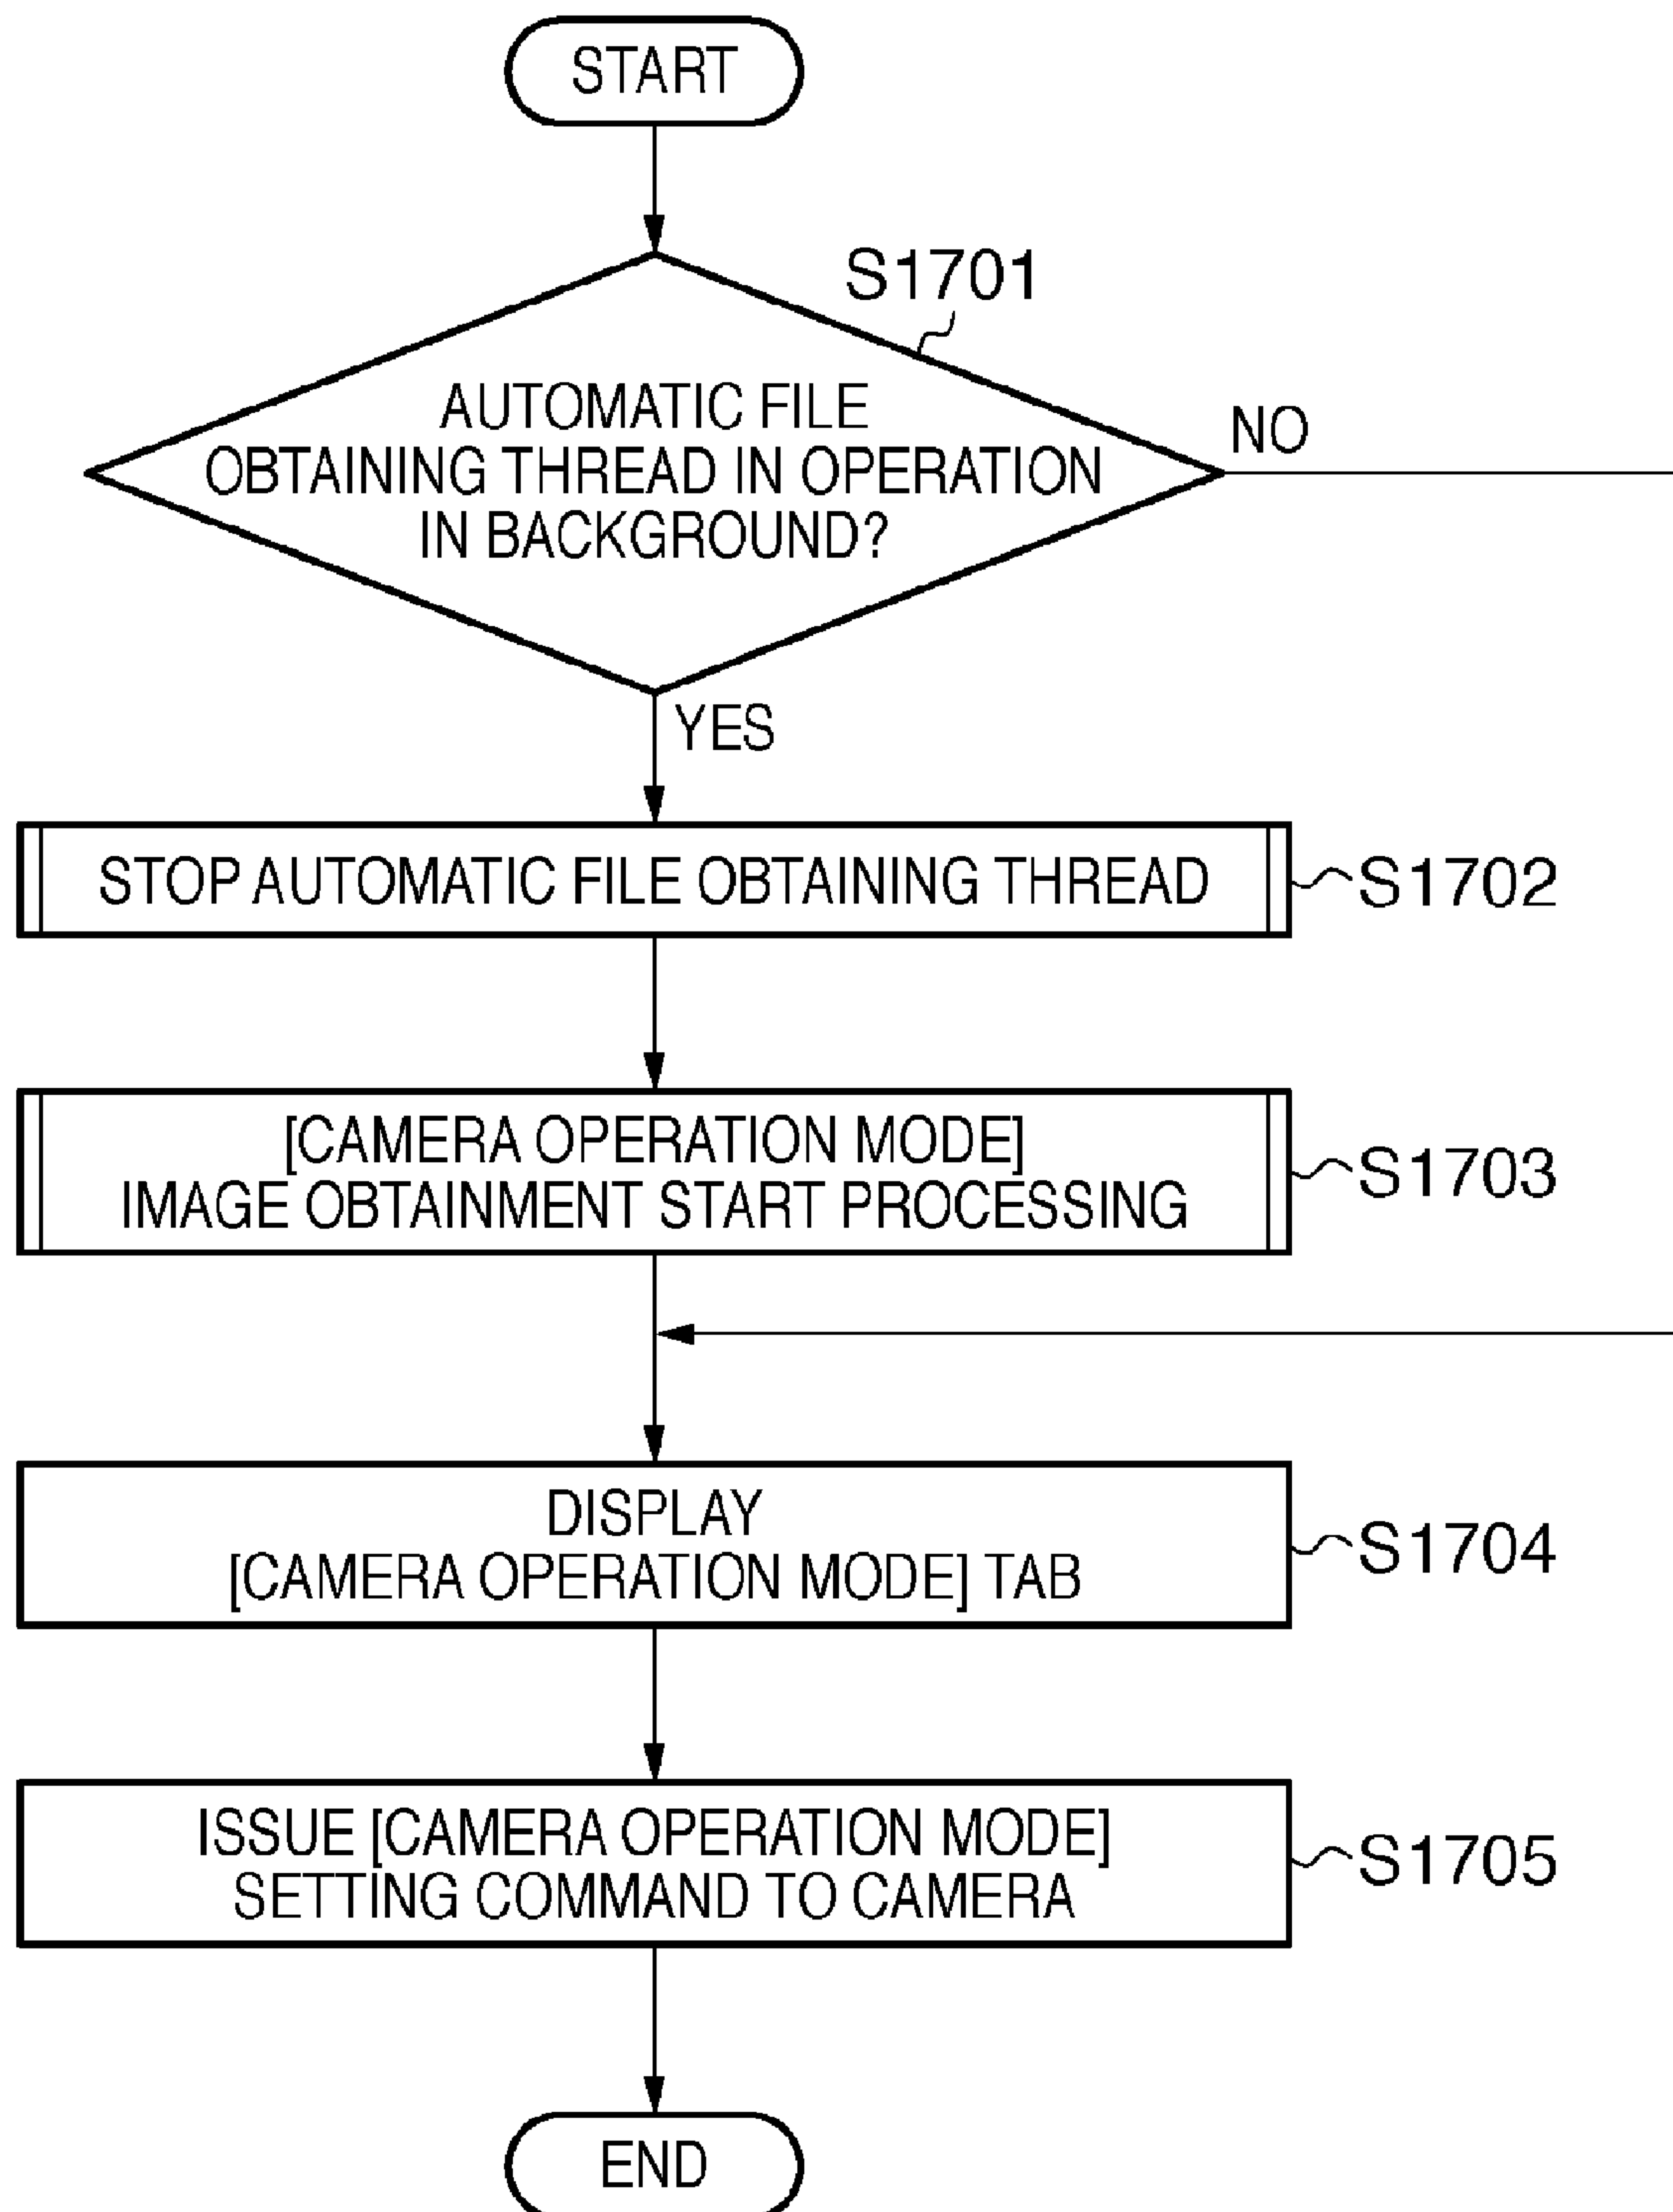 START
S1701
AUTOMATIC FILE
OBTAINING THREAD IN OPERATION
IN BACKGROUND?
NO
YES
STOP AUTOMATIC FILE OBTAINING THREAD
S1702
[CAMERA OPERATION MODE]
IMAGE OBTAINMENT START PROCESSING
S1703
DISPLAY
[CAMERA OPERATION MODE] TAB
S1704
ISSUE [CAMERA OPERATION MODE]
SETTING COMMAND TO CAMERA
S1705
END